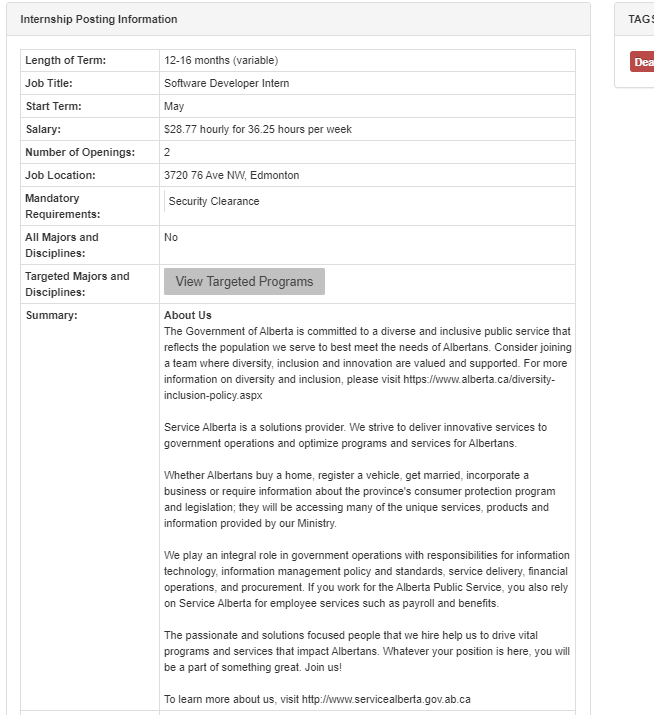 Internship Posting Information
TAGS
Length of Term: 12-16 months (variable)
Job Title: Software Developer Intern
Start Term: May
Salary: $28.77 hourly for 36.25 hours per week
Number of Openings: 2
Job Location: 3720 76 Ave NW, Edmonton
Mandatory
Requirements:
Security Clearance
All Majors and
Disciplines:
No
Targeted Majors and
Disciplines:
View Targeted Programs
Summary:
About Us
The Government of Alberta is committed to a diverse and inclusive public service that
reflects the population we serve to best meet the needs of Albertans. Consider joining
a team where diversity, inclusion and innovation are valued and supported. For more
information on diversity and inclusion, please visit https://www.alberta.ca/diversity-
inclusion-policy.aspx
Service Alberta is a solutions provider. We strive to deliver innovative services to
government operations and optimize programs and services for Albertans.
Whether Albertans buy a home, register a vehicle, get married, incorporate a
business or require information about the province's consumer protection program
and legislation; they will be accessing many of the unique services, products and
information provided by our Ministry.
We play an integral role in government operations with responsibilities for information
technology, information management policy and standards, service delivery, financial
operations, and procurement. If you work for the Alberta Public Service, you also rely
on Service Alberta for employee services such as payroll and benefits.
The passionate and solutions focused people that we hire help us to drive vital
programs and services that impact Albertans. Whatever your position is here, you will
be a part of something great. Join us!
To learn more about us, visit http://www.servicealberta.gov.ab.ca
Dea